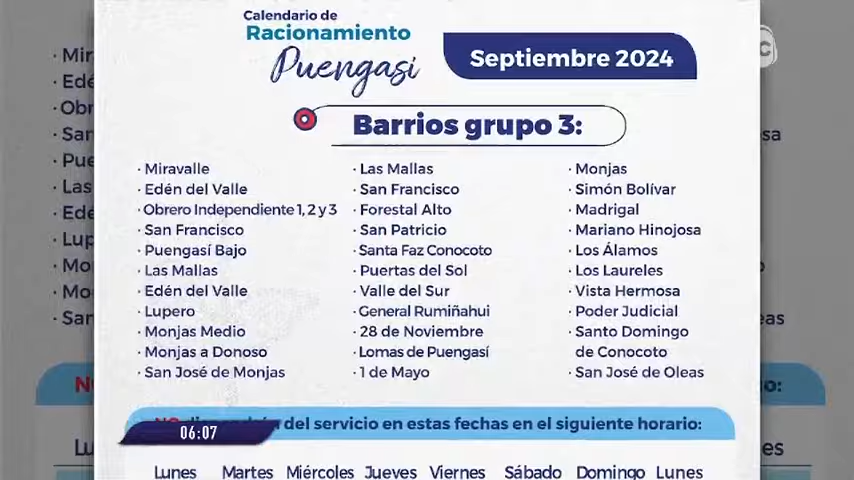 Calendario de
Racionamiento
Puengasí
Septiembre 2024
Barrios grupo 3:
· Miravalle
· Edén del Valle
· Obrero Independiente 1, 2 y 3
· San Francisco
· Puengasí Bajo
· Las Mallas
· Edén del Valle
· Lupero
· Monjas Medio
· Monjas a Donoso
· San José de Monjas
· Las Mallas
· San Francisco
· Forestal Alto
· San Patricio
· Santa Faz Conocoto
· Puertas del Sol
· Valle del Sur
· General Rumiñahui
· 28 de Noviembre
· Lomas de Puengasí
· 1 de Mayo
· Monjas
· Simón Bolívar
· Madrigal
· Mariano Hinojosa
· Los Álamos
· Los Laureles
· Vista Hermosa
· Poder Judicial
· Santo Domingo
de Conocoto
· San José de Oleas
del servicio en estas fechas en el siguiente horario:
06:07
Lunes Martes Miércoles Jueves Viernes Sábado Domingo Lunes